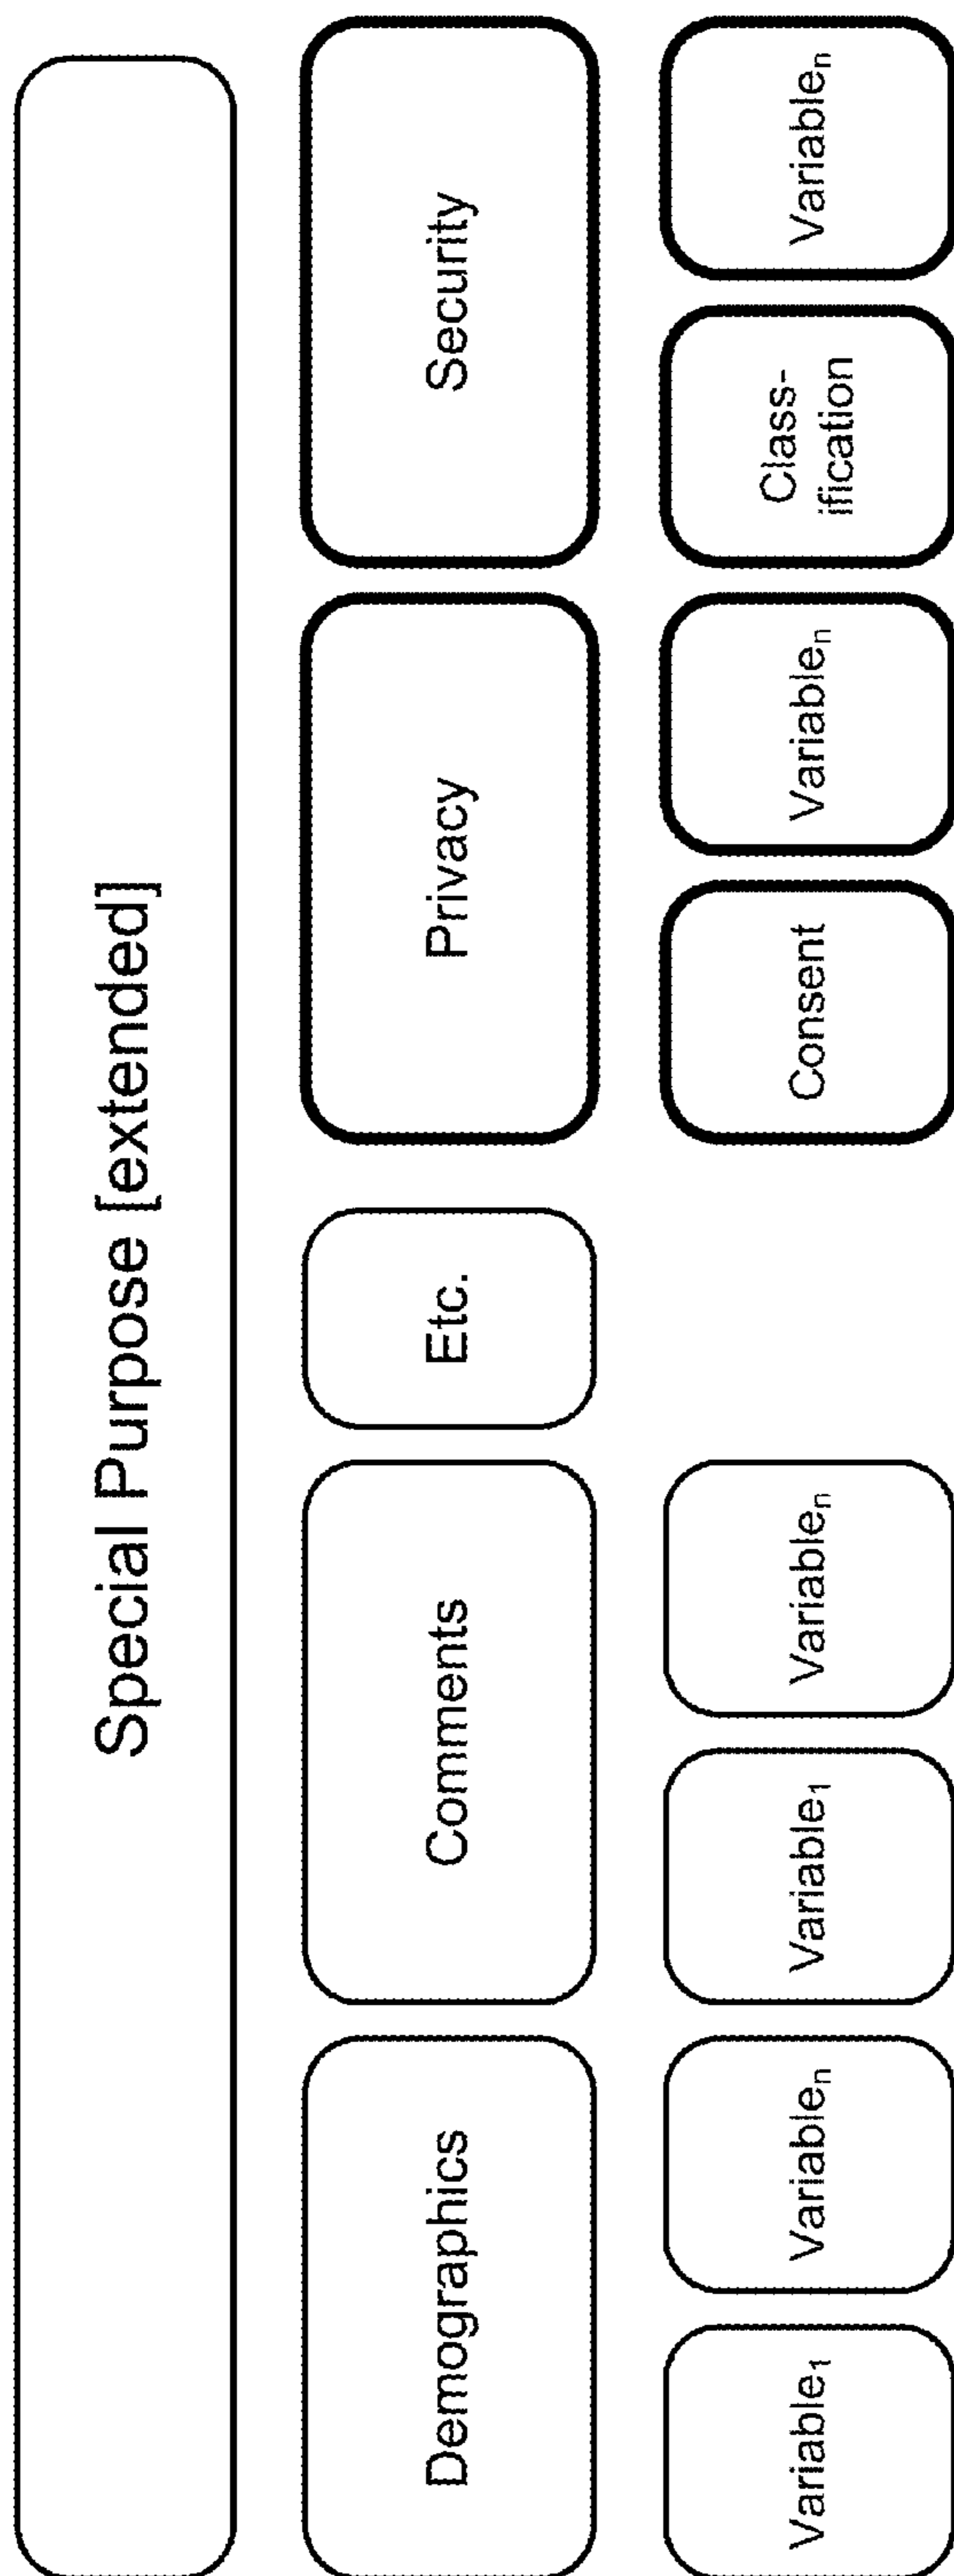 Special Purpose [extended]
Demographics
Comments
Etc.
Privacy
Security
Variable₁
Variableₙ
Variable₁
Variableₙ
Consent
Variableₙ
Class-
ification
Variableₙ